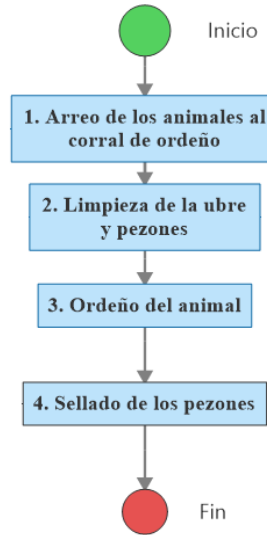 Inicio
1. Arreo de los animales al
corral de ordeño
2. Limpieza de la ubre
y pezones
3. Ordeño del animal
4. Sellado de los pezones
Fin